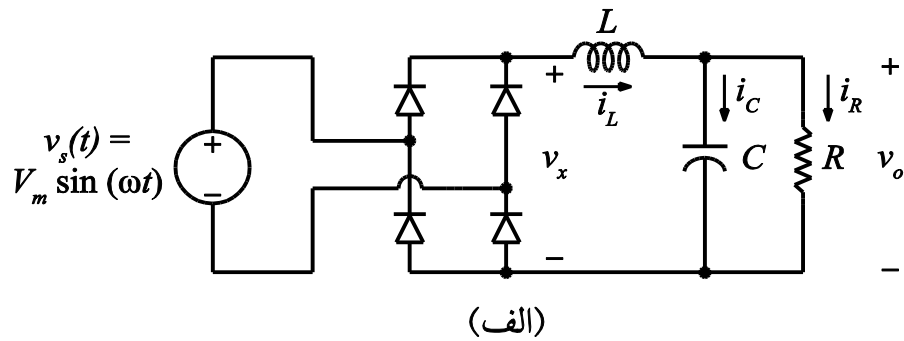 L
+
i_L
i_C
i_R
+
v_s(t) =
V_m sin (ωt)
+
−
v_x
C
R
v_o
−
−
(الف)